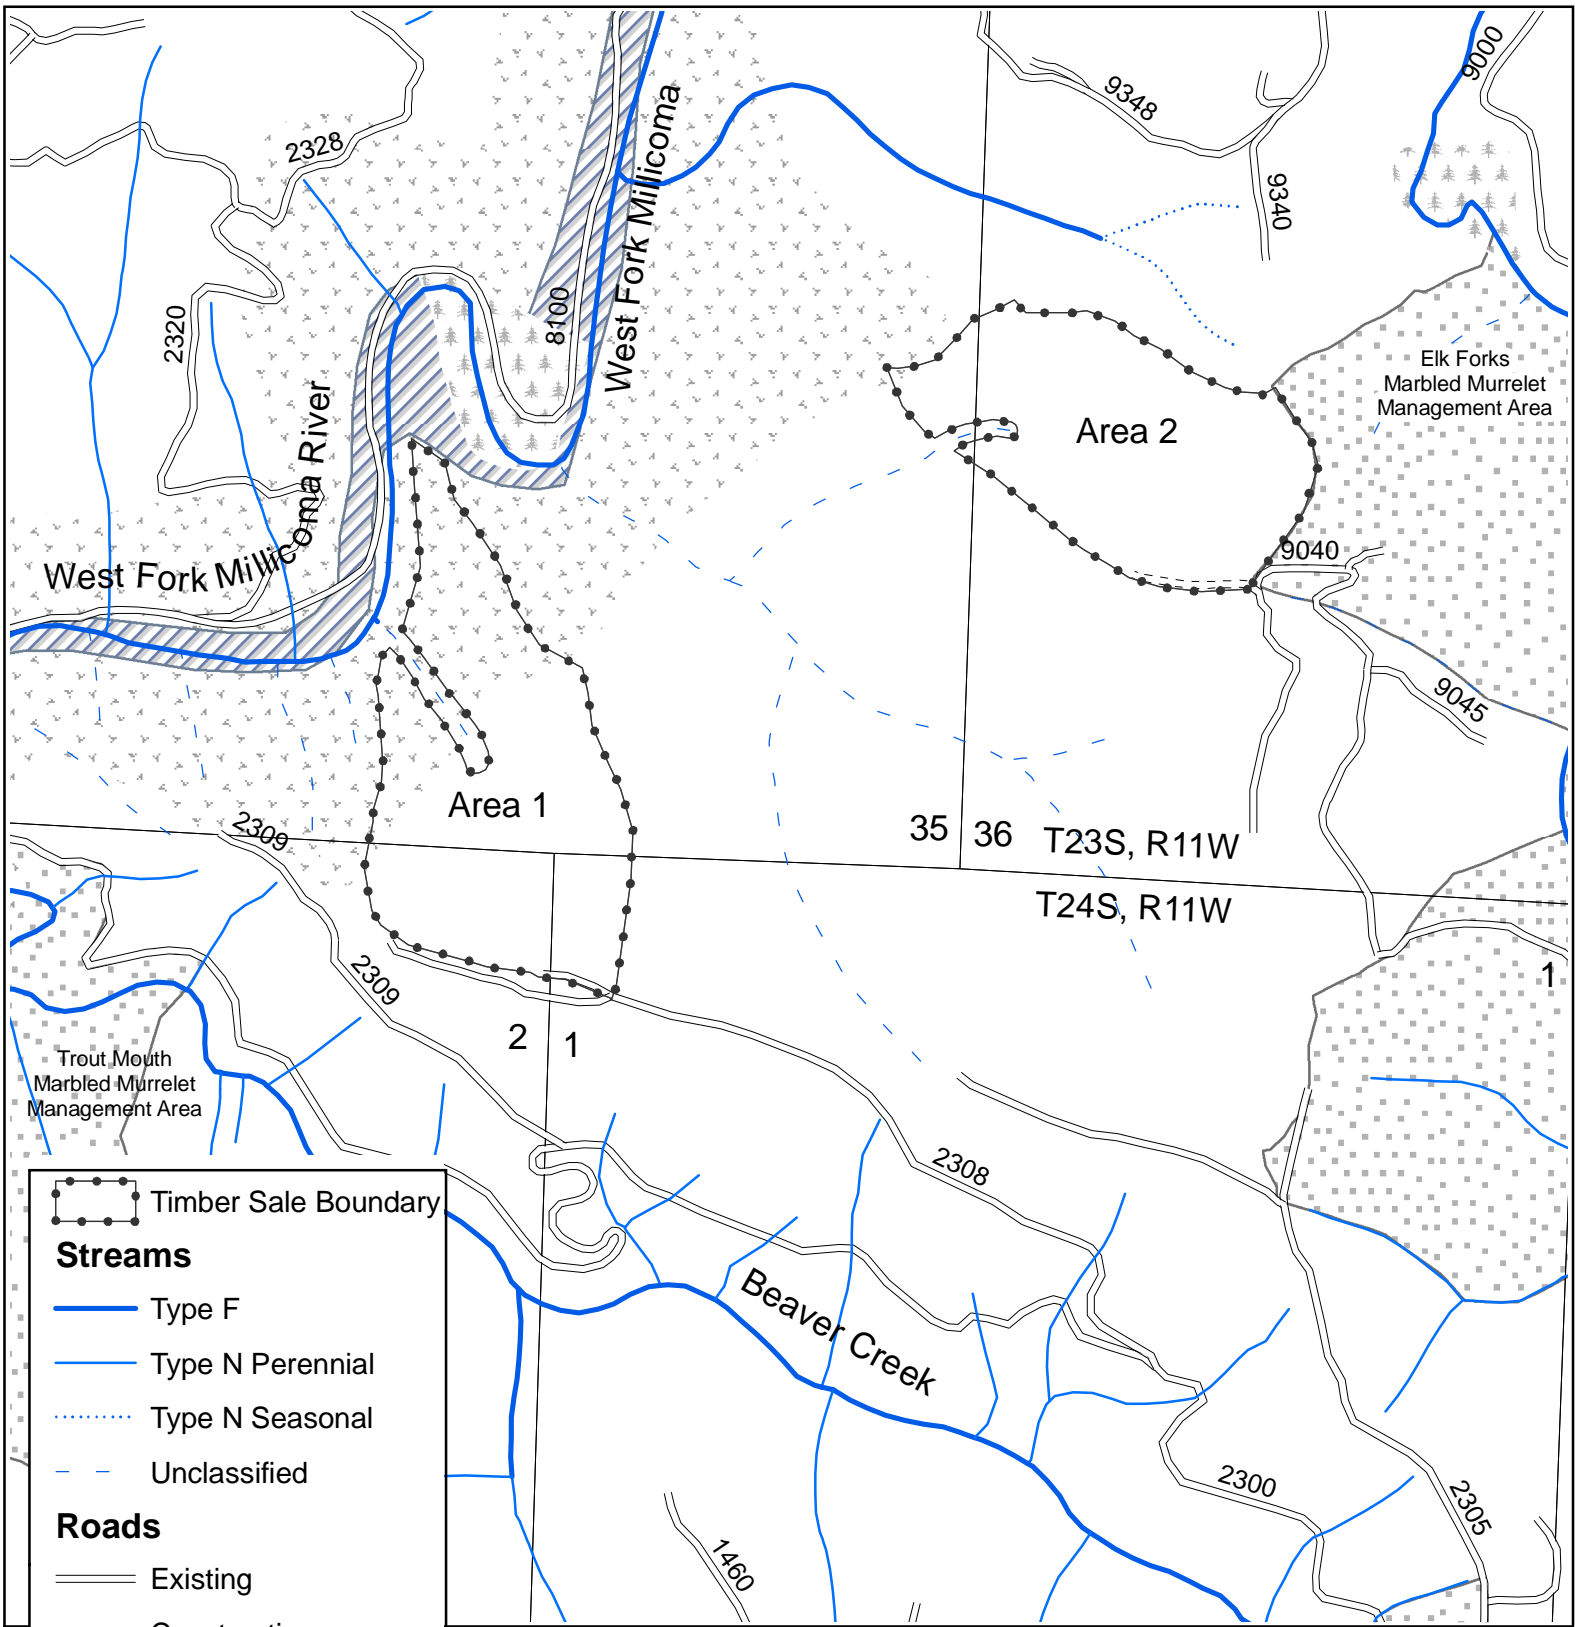 9000
9348
2328
West Fork Millicoma
9340
8100
2320
Elk Forks
Marbled Murrelet
Management Area
Area 2
West Fork Millicoma River
9040
9045
Area 1
2309
35
36
T23S, R11W
T24S, R11W
2309
1
2
1
Trout Mouth
Marbled Murrelet
Management Area
2308
Beaver Creek
2300
2305
1460
Timber Sale Boundary
Streams
Type F
Type N Perennial
Type N Seasonal
Unclassified
Roads
Existing